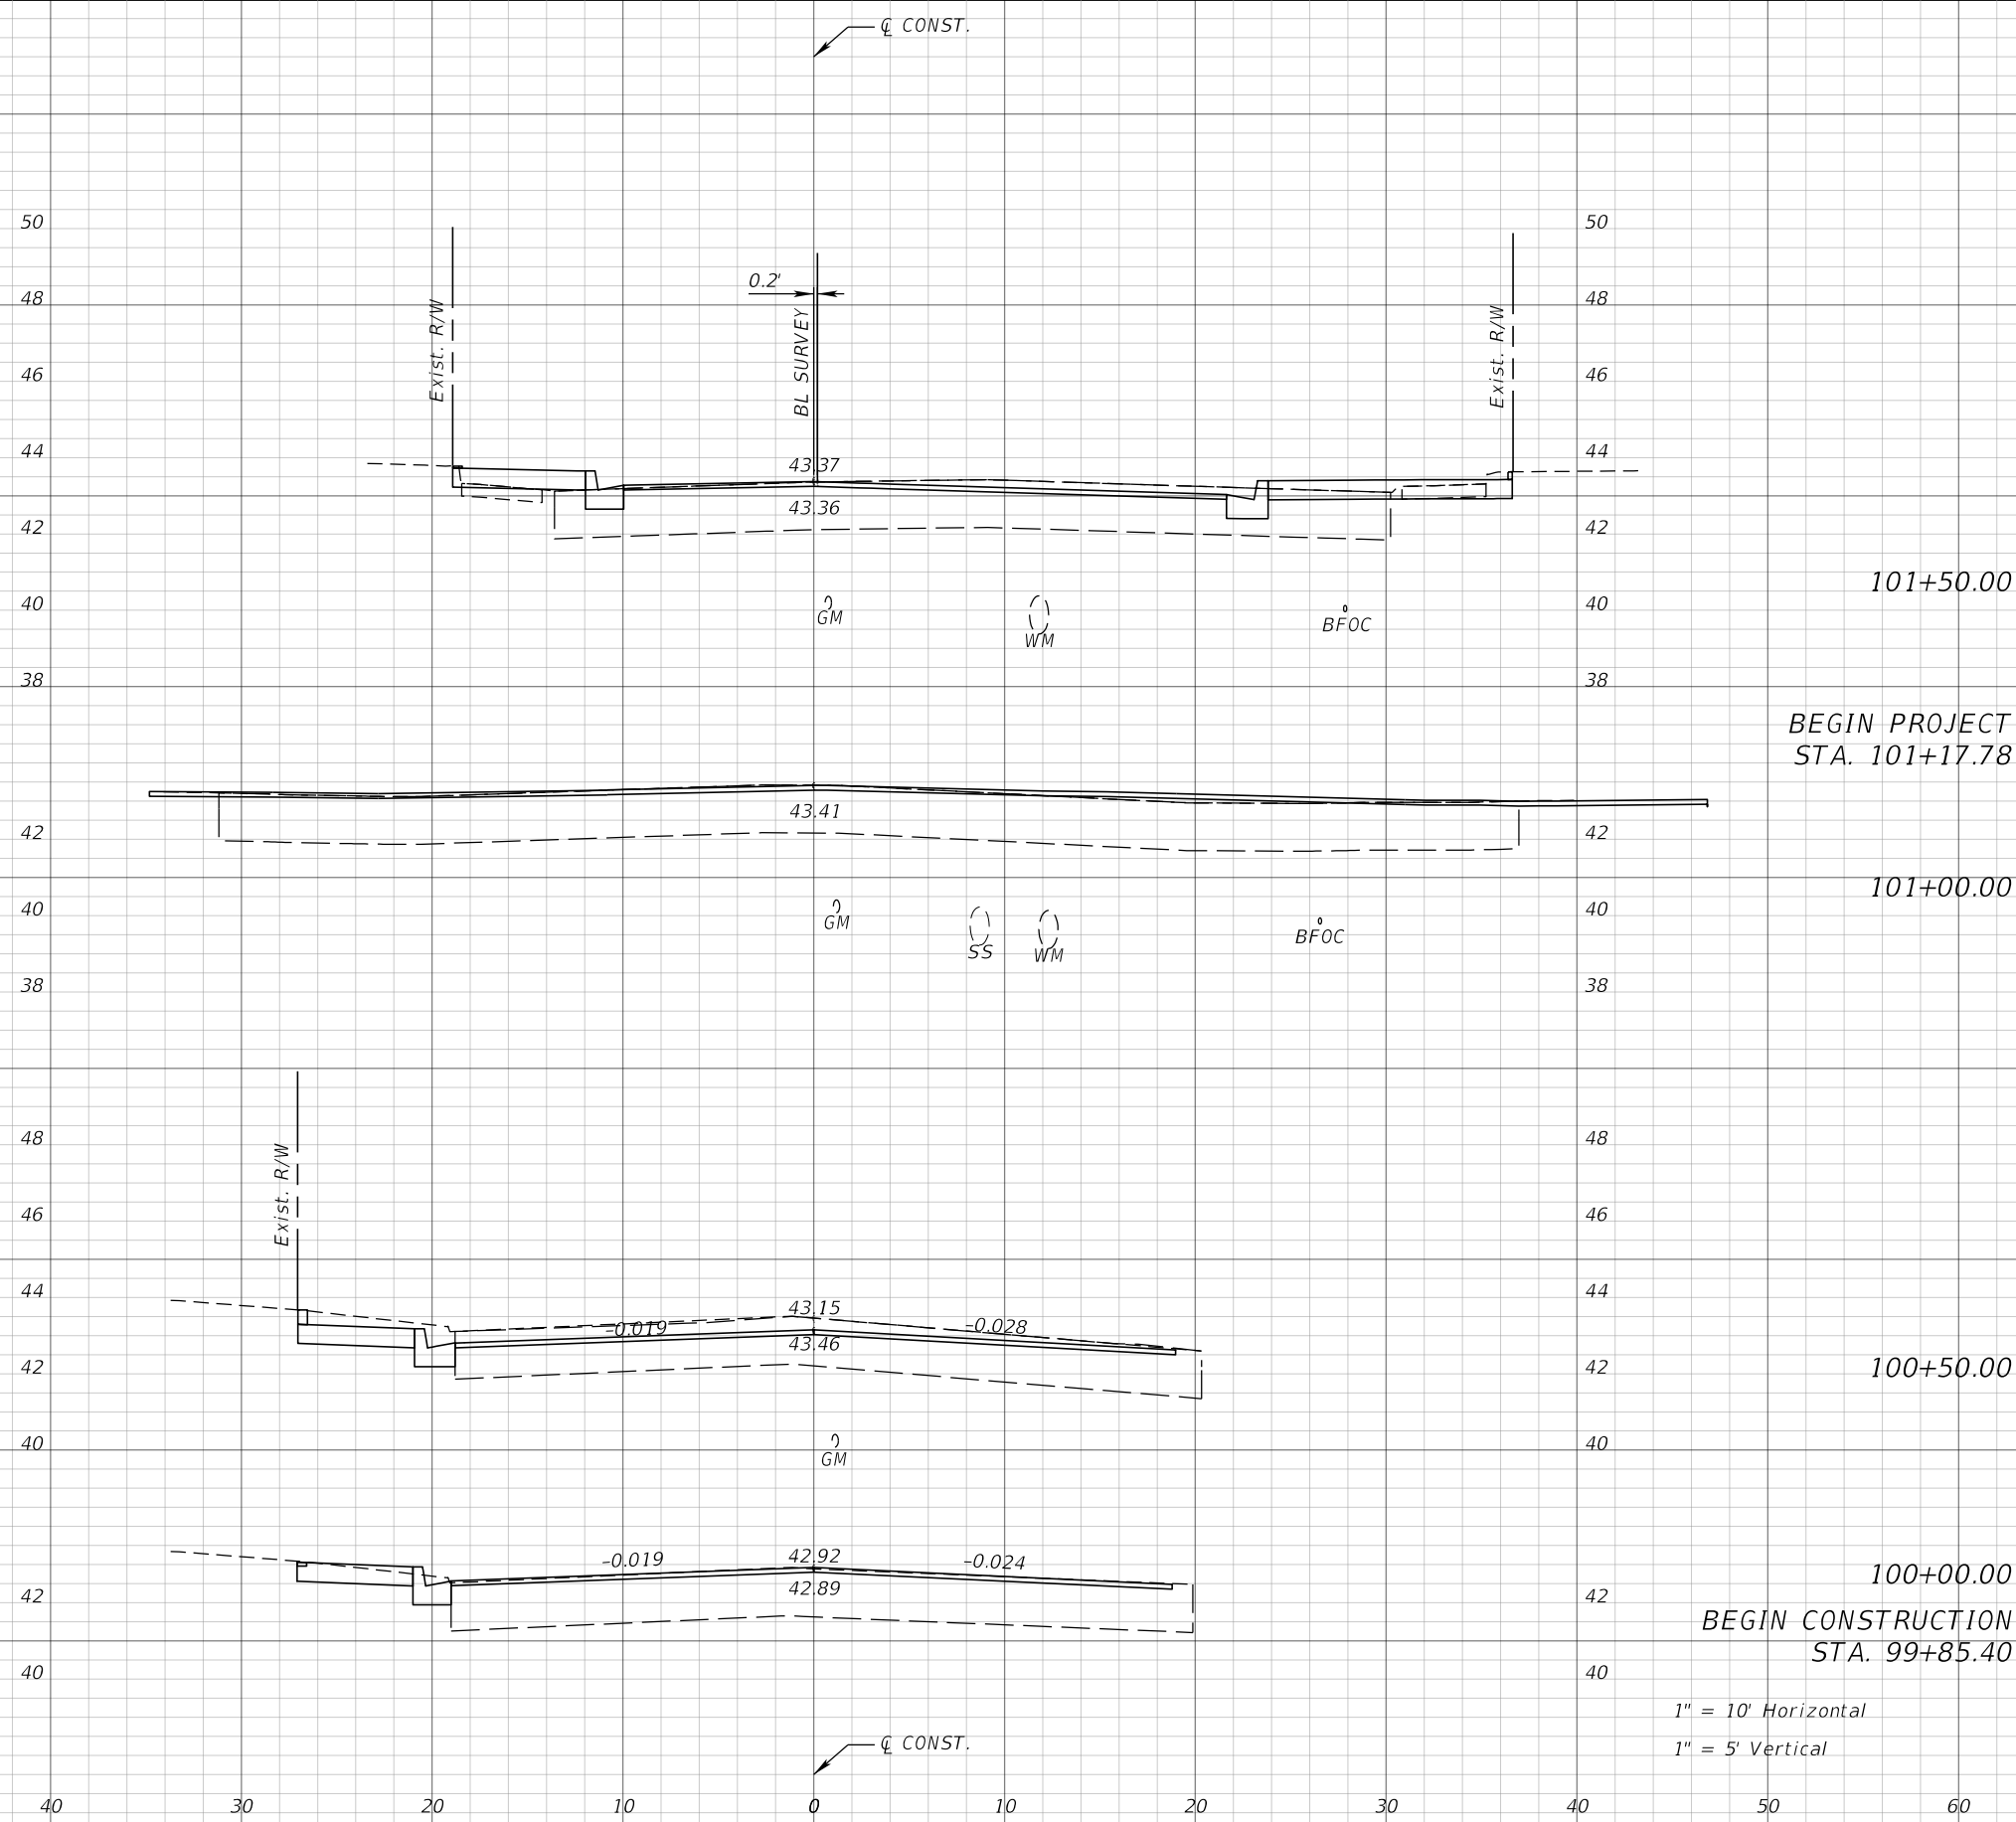 ℄ CONST.
50 50
48 0.2' 48
Exist. R/W BL SURVEY Exist. R/W
46 46
44 43.37 44
43.36
42 42
101+50.00
40 40
GM WM BFOC
38 38
BEGIN PROJECT
STA. 101+17.78
43.41
42 42
101+00.00
40 40
GM SS WM BFOC
38 38
48 48
Exist. R/W
46 46
44 44
43.15
-0.019 -0.028
43.46
42 42 100+50.00
40 40
GM
-0.019 42.92 -0.024
100+00.00
42.89
42 42
BEGIN CONSTRUCTION
STA. 99+85.40
40 40
1" = 10' Horizontal
℄ CONST.
1" = 5' Vertical
40 30 20 10 0 10 20 30 40 50 60